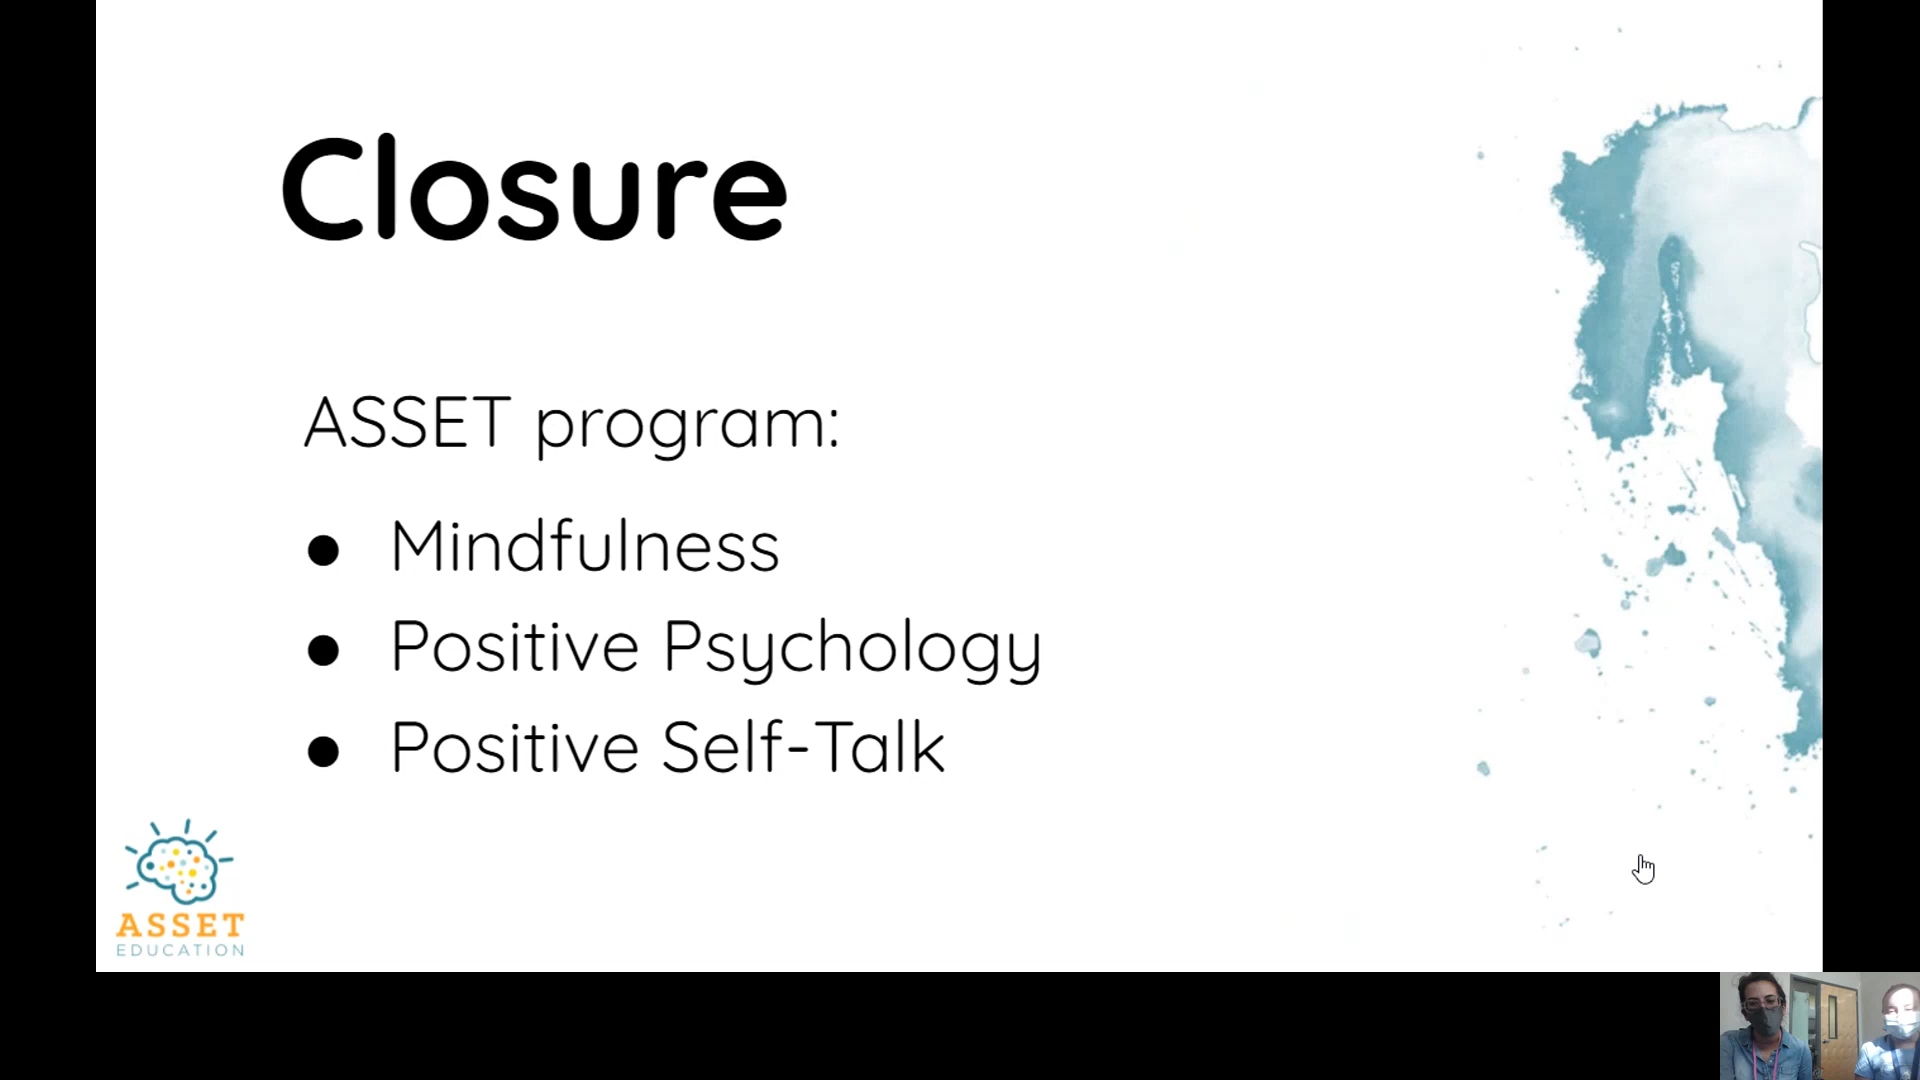 Closure
ASSET program:
● Mindfulness
● Positive Psychology
● Positive Self-Talk
ASSET
EDUCATION